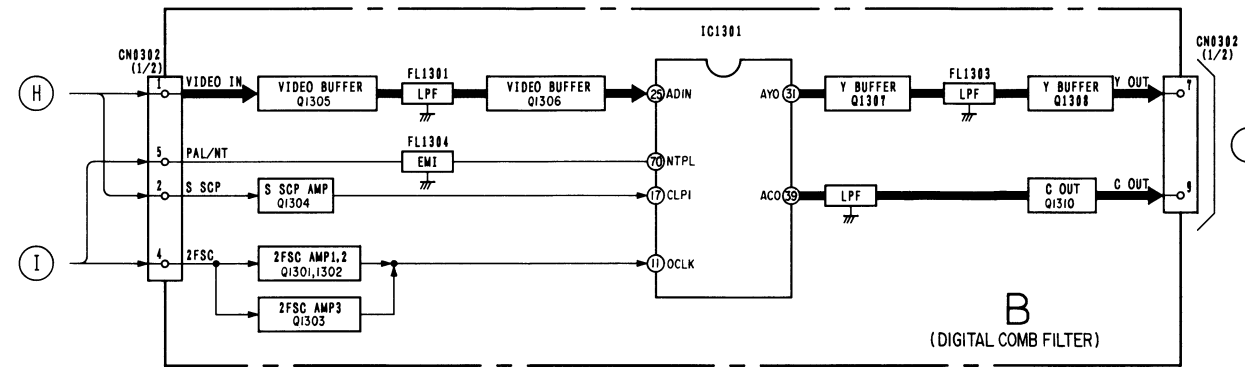 IC1301
CN0302
(1/2)
CN0302
(1/2)
H
1
VIDEO IN
VIDEO BUFFER
Q1305
FL1301
LPF
VIDEO BUFFER
Q1306
25 ADIN
AYO 31
Y BUFFER
Q1307
FL1303
LPF
Y BUFFER
Q1308
Y OUT
7
5
PAL/NT
FL1304
EMI
70 NTPL
2
S SCP
S SCP AMP
Q1304
17 CLPI
ACO 39
LPF
C OUT
Q1310
C OUT
9
I
4
2FSC
2FSC AMP1,2
Q1301,1302
11 OCLK
2FSC AMP3
Q1303
B
(DIGITAL COMB FILTER)